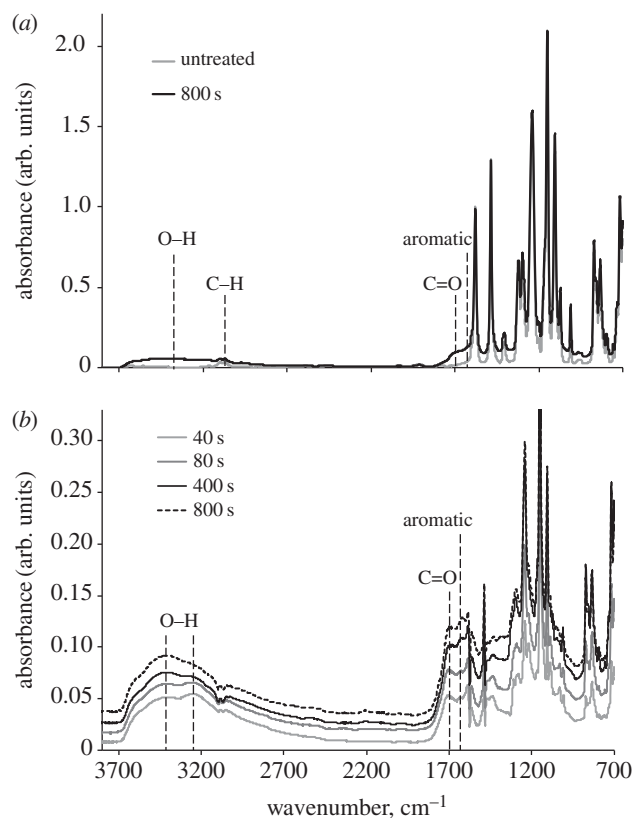 (a)
2.0
1.5
1.0
0.5
0
absorbance (arb. units)
untreated
800 s
O–H
C–H
C=O
aromatic
(b)
0.30
0.25
0.20
0.15
0.10
0.05
0
absorbance (arb. units)
40 s
80 s
400 s
800 s
O–H
C=O
aromatic
3700 3200 2700 2200 1700 1200 700
wavenumber, cm⁻¹